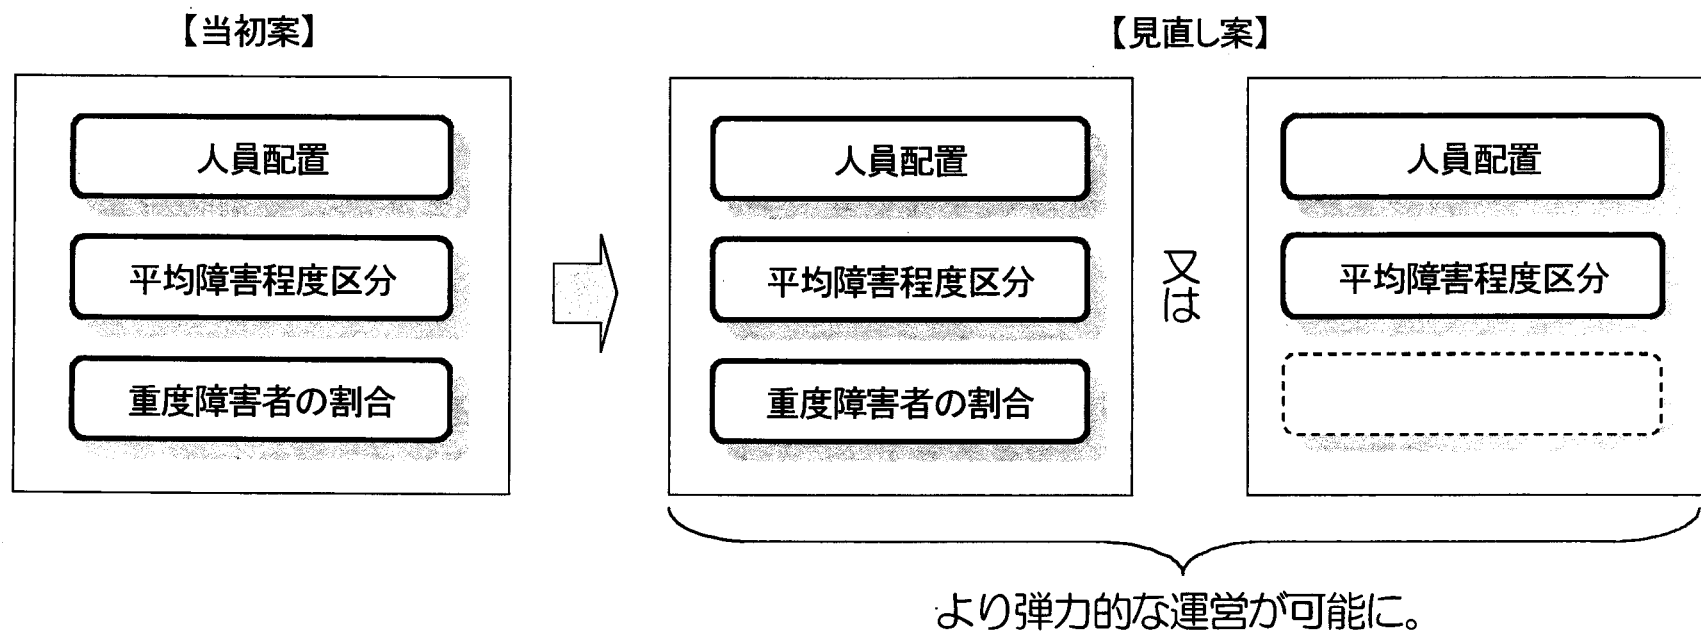 【当初案】
人員配置
平均障害程度区分
重度障害者の割合
【見直し案】
人員配置
平均障害程度区分
重度障害者の割合
又は
人員配置
平均障害程度区分
より弾力的な運営が可能に。